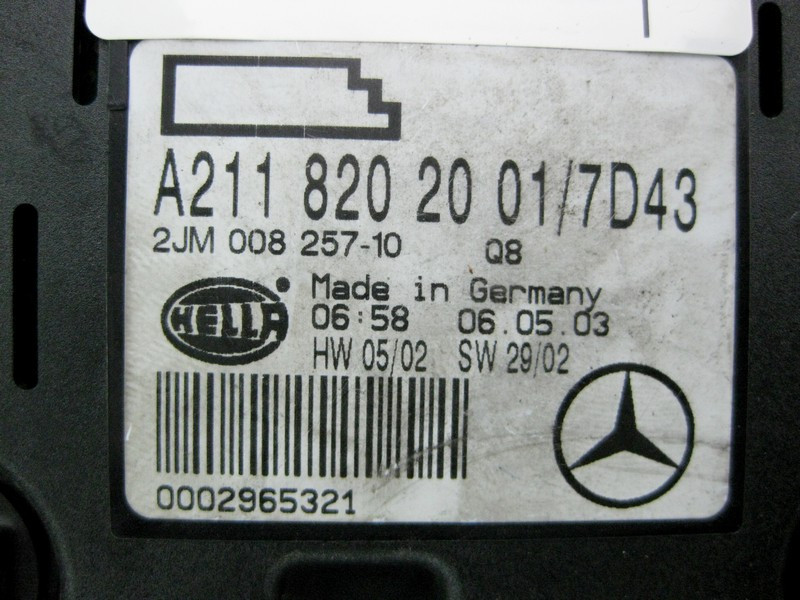 A211 820 20 01/7D43
2JM 008 257-10 Q8
HELLA Made in Germany
06:58 06.05.03
HW 05/02 SW 29/02
0002965321